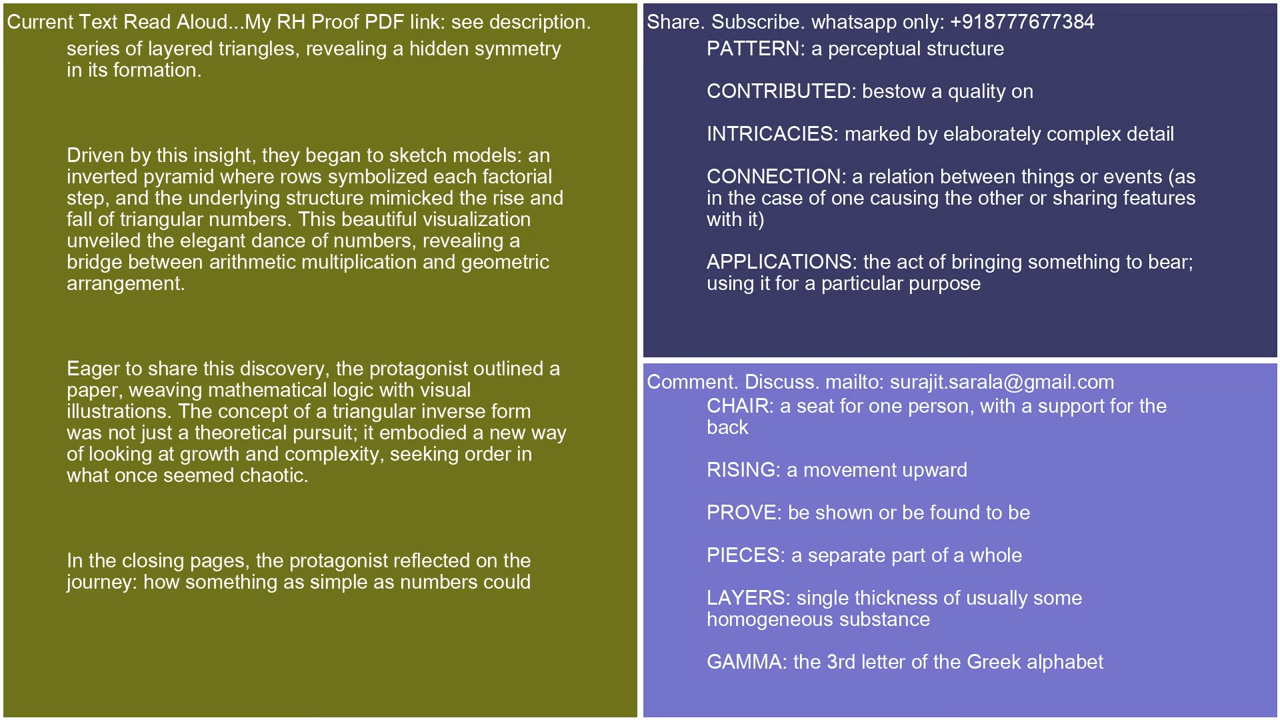 Current Text Read Aloud...My RH Proof PDF link: see description.
series of layered triangles, revealing a hidden symmetry
in its formation.
Driven by this insight, they began to sketch models: an
inverted pyramid where rows symbolized each factorial
step, and the underlying structure mimicked the rise and
fall of triangular numbers. This beautiful visualization
unveiled the elegant dance of numbers, revealing a
bridge between arithmetic multiplication and geometric
arrangement.
Eager to share this discovery, the protagonist outlined a
paper, weaving mathematical logic with visual
illustrations. The concept of a triangular inverse form
was not just a theoretical pursuit; it embodied a new way
of looking at growth and complexity, seeking order in
what once seemed chaotic.
In the closing pages, the protagonist reflected on the
journey: how something as simple as numbers could
Share. Subscribe. whatsapp only: +918777677384
PATTERN: a perceptual structure
CONTRIBUTED: bestow a quality on
INTRICACIES: marked by elaborately complex detail
CONNECTION: a relation between things or events (as
in the case of one causing the other or sharing features
with it)
APPLICATIONS: the act of bringing something to bear;
using it for a particular purpose
Comment. Discuss. mailto: surajit.sarala@gmail.com
CHAIR: a seat for one person, with a support for the
back
RISING: a movement upward
PROVE: be shown or be found to be
PIECES: a separate part of a whole
LAYERS: single thickness of usually some
homogeneous substance
GAMMA: the 3rd letter of the Greek alphabet